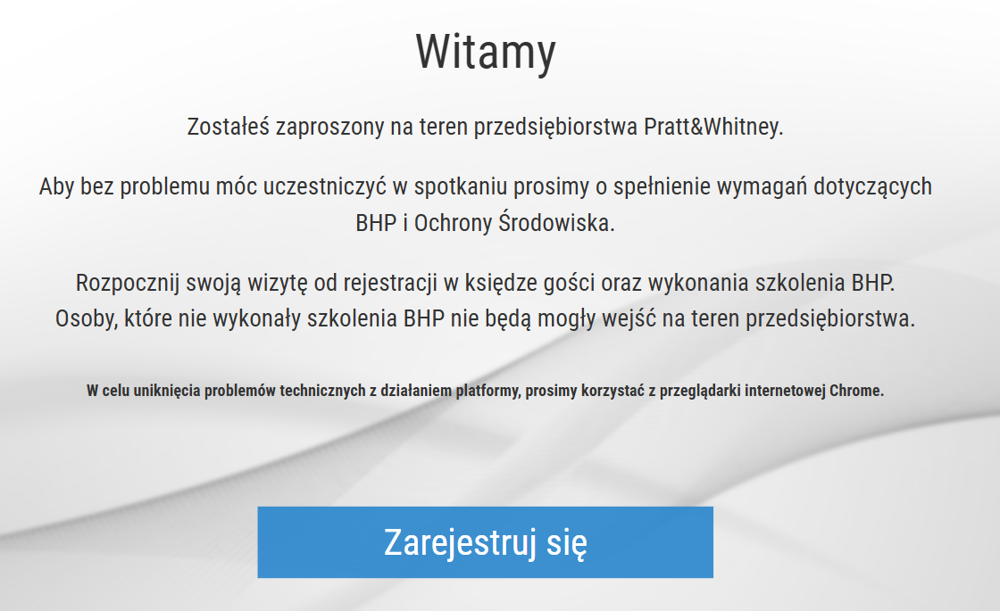 Witamy
Zostałeś zaproszony na teren przedsiębiorstwa Pratt&Whitney.
Aby bez problemu móc uczestniczyć w spotkaniu prosimy o spełnienie wymagań dotyczących
BHP i Ochrony Środowiska.
Rozpocznij swoją wizytę od rejestracji w księdze gości oraz wykonania szkolenia BHP.
Osoby, które nie wykonały szkolenia BHP nie będą mogły wejść na teren przedsiębiorstwa.
W celu uniknięcia problemów technicznych z działaniem platformy, prosimy korzystać z przeglądarki internetowej Chrome.
Zarejestruj się